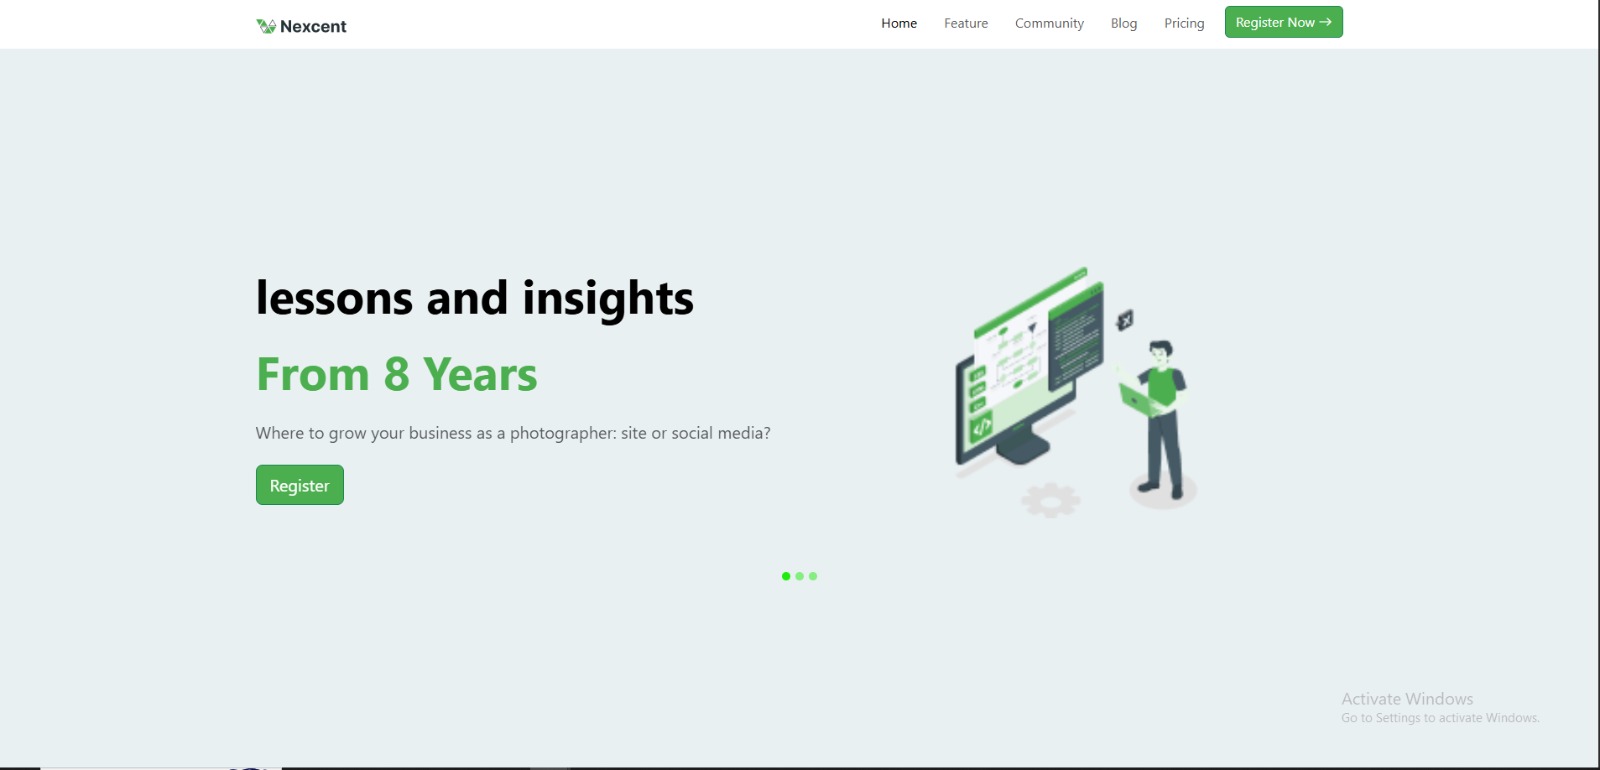 Nexcent
Home Feature Community Blog Pricing Register Now →
lessons and insights
From 8 Years
Where to grow your business as a photographer: site or social media?
Register
</>
Activate Windows
Go to Settings to activate Windows.